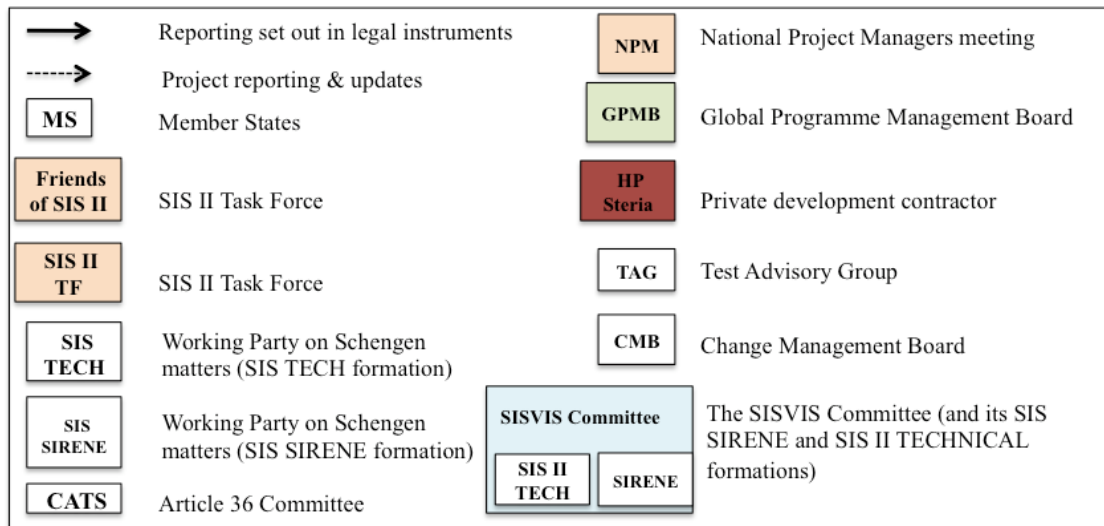 Reporting set out in legal instruments
Project reporting & updates
MS
Member States
Friends
of SIS II
SIS II Task Force
SIS II
TF
SIS II Task Force
SIS
TECH
Working Party on Schengen
matters (SIS TECH formation)
SIS
SIRENE
Working Party on Schengen
matters (SIS SIRENE formation)
CATS
Article 36 Committee
NPM
National Project Managers meeting
GPMB
Global Programme Management Board
HP
Steria
Private development contractor
TAG
Test Advisory Group
CMB
Change Management Board
SISVIS Committee
SIS II
TECH
SIRENE
The SISVIS Committee (and its SIS
SIRENE and SIS II TECHNICAL
formations)